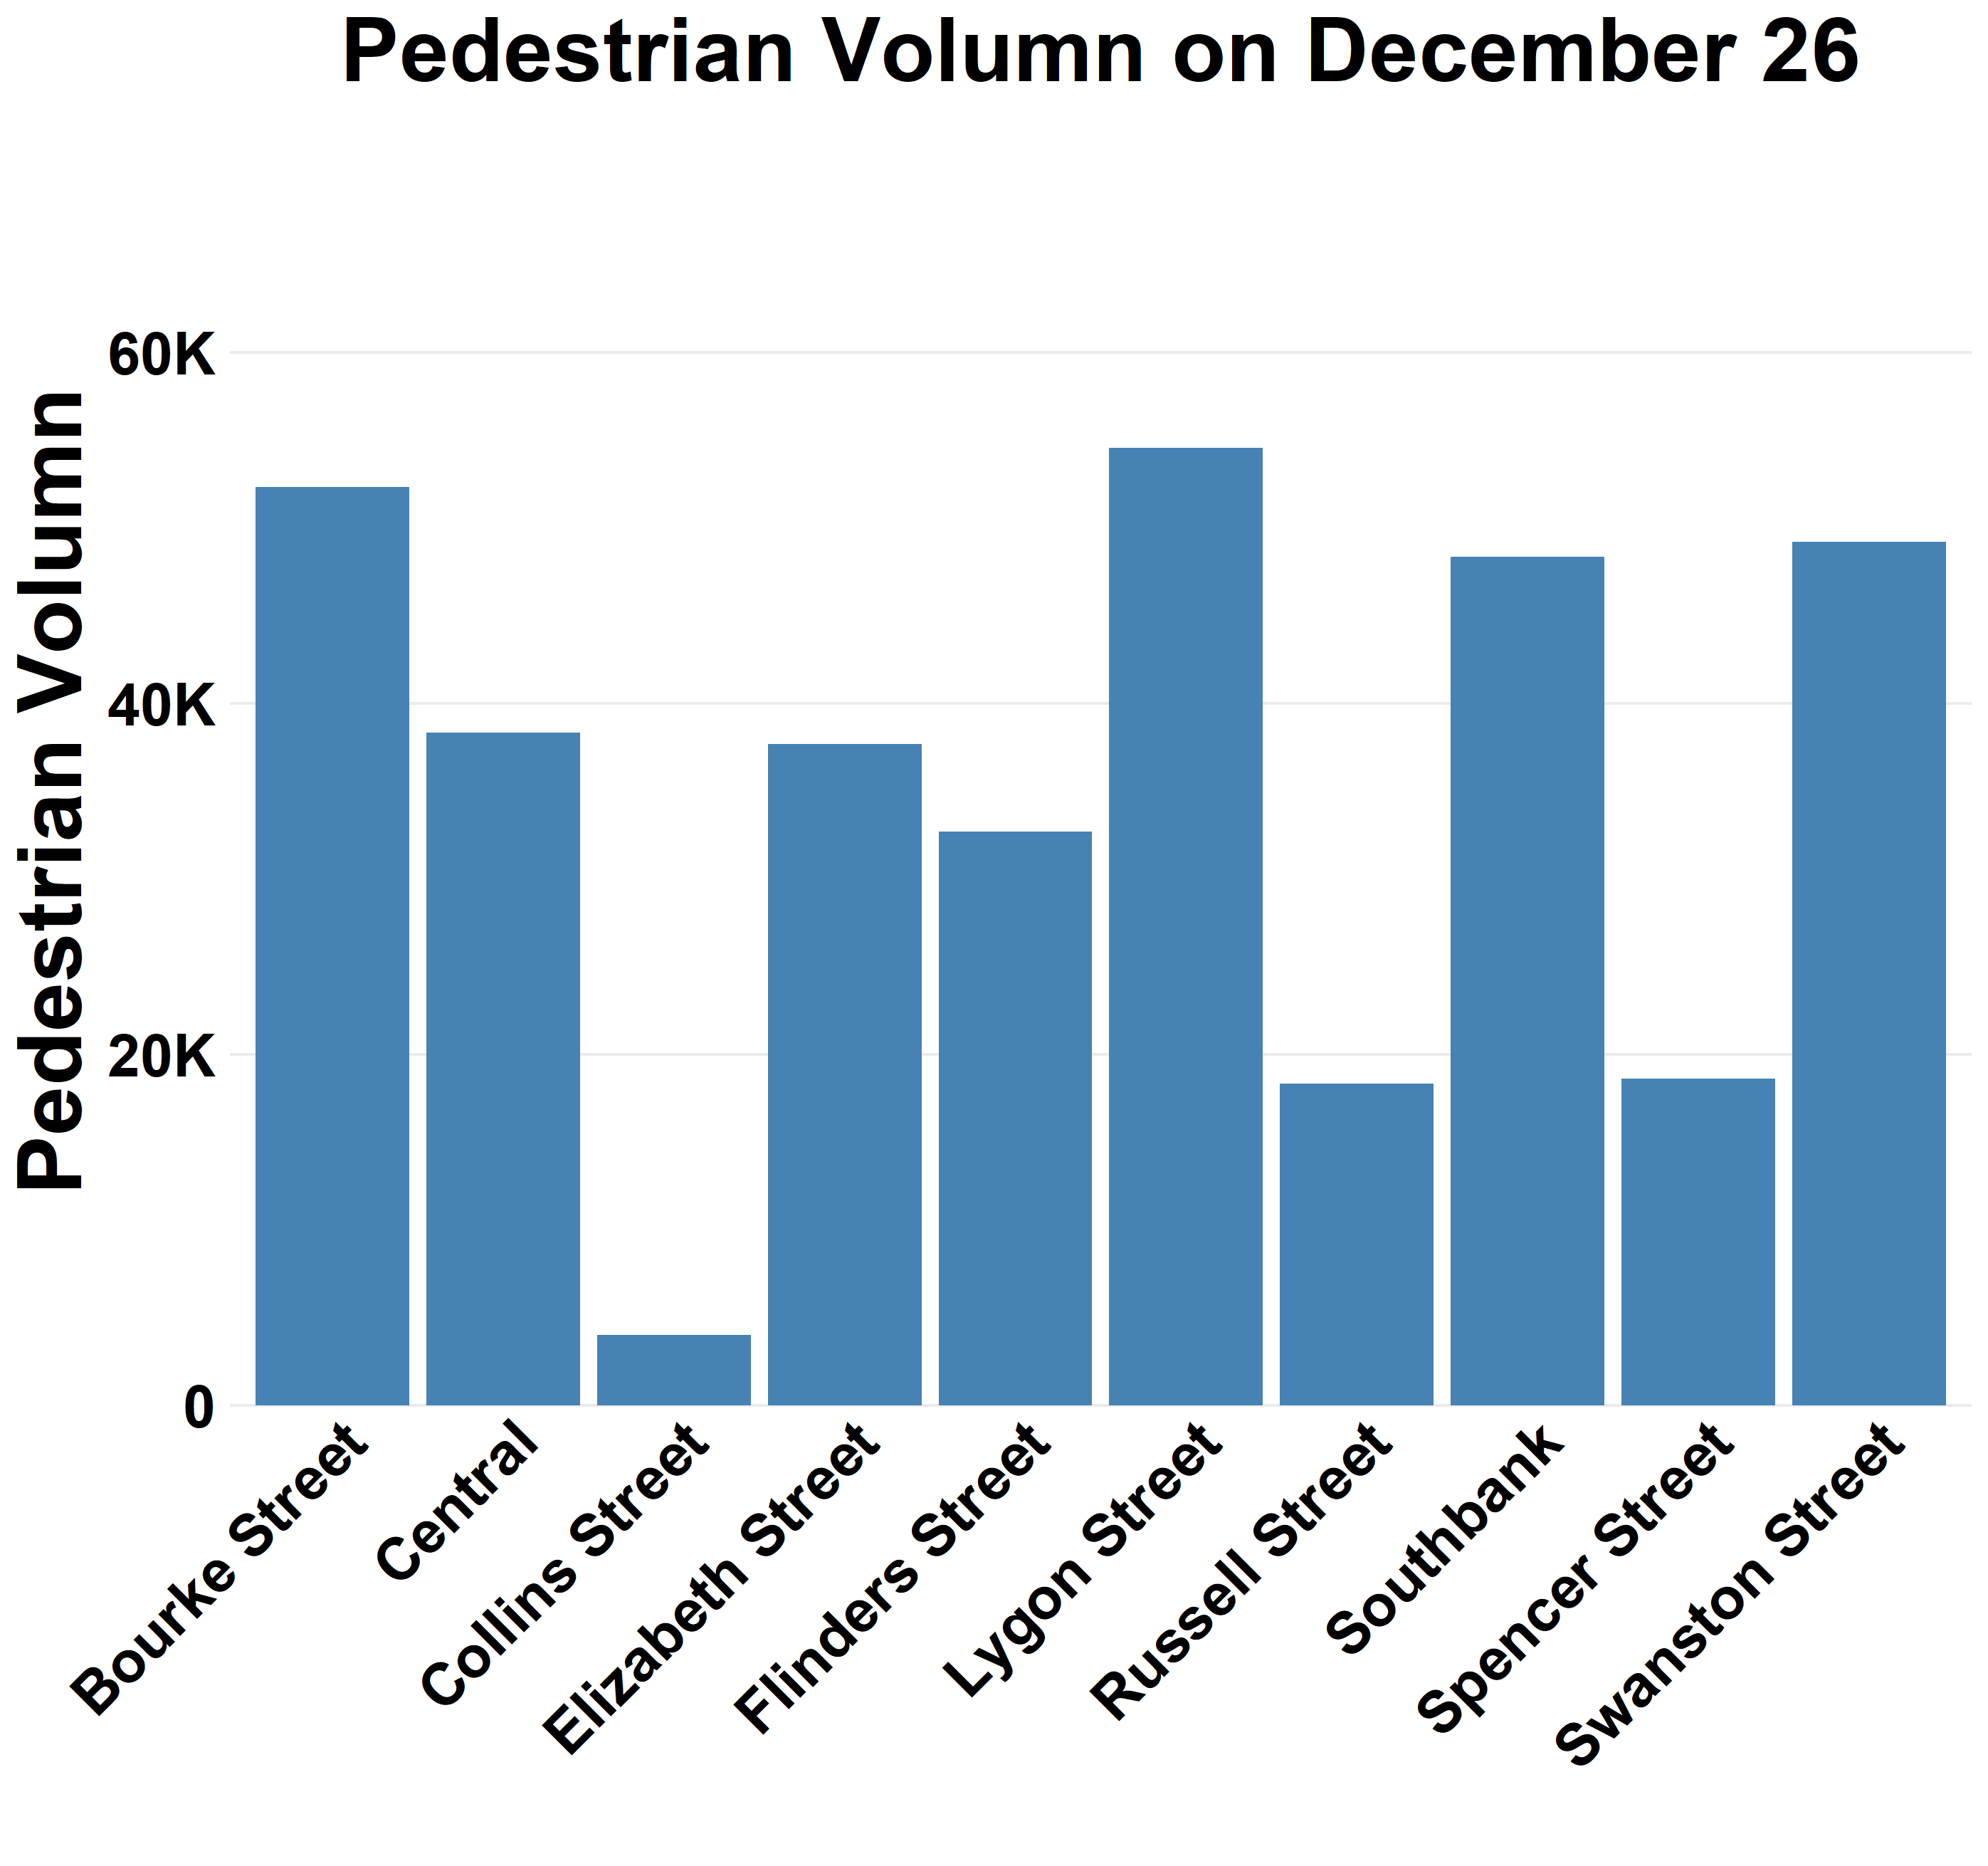 Pedestrian Volumn on December 26
Pedestrian Volumn
60K
40K
20K
0
Bourke Street
Central
Collins Street
Elizabeth Street
Flinders Street
Lygon Street
Russell Street
Southbank
Spencer Street
Swanston Street